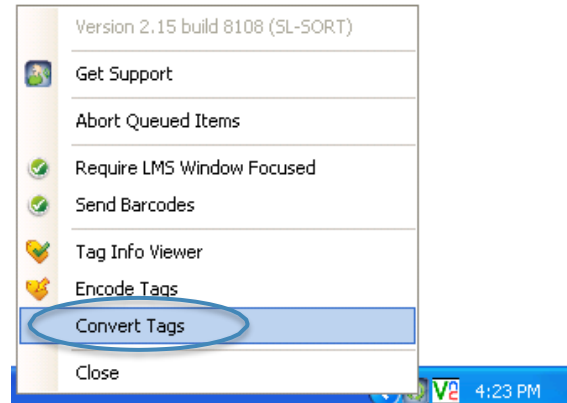 Version 2.15 build 8108 (SL-SORT)
Get Support
Abort Queued Items
Require LMS Window Focused
Send Barcodes
Tag Info Viewer
Encode Tags
Convert Tags
Close
V2 4:23 PM